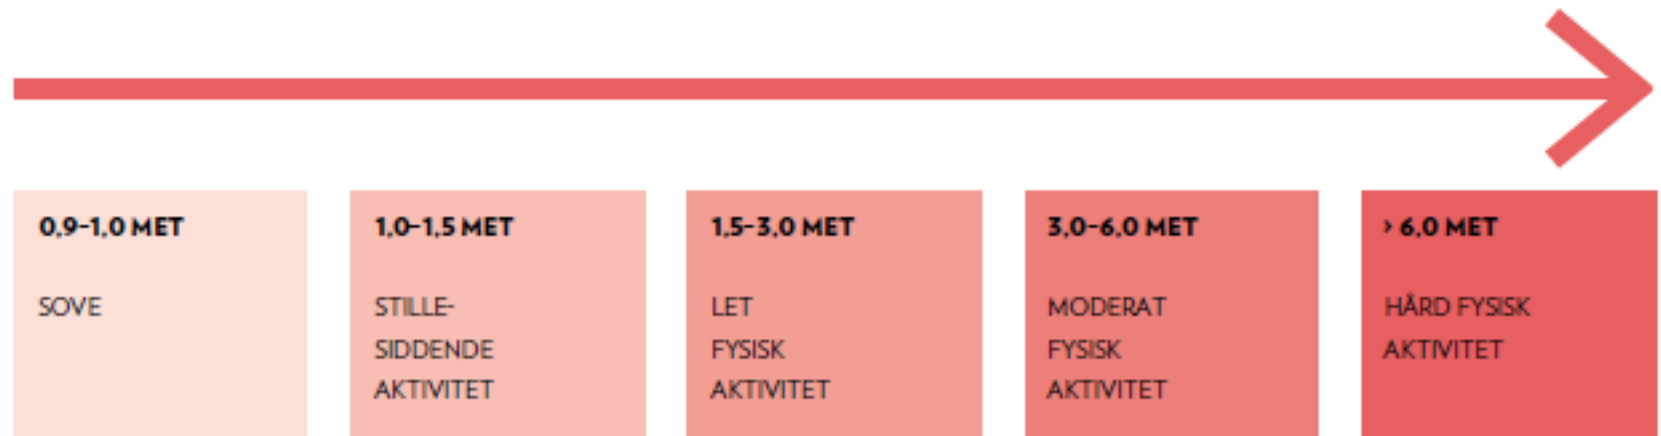 0,9-1,0 MET
SOVE
1,0-1,5 MET
STILLE-
SIDDENDE
AKTIVITET
1,5-3,0 MET
LET
FYSISK
AKTIVITET
3,0-6,0 MET
MODERAT
FYSISK
AKTIVITET
> 6,0 MET
HÅRD FYSISK
AKTIVITET